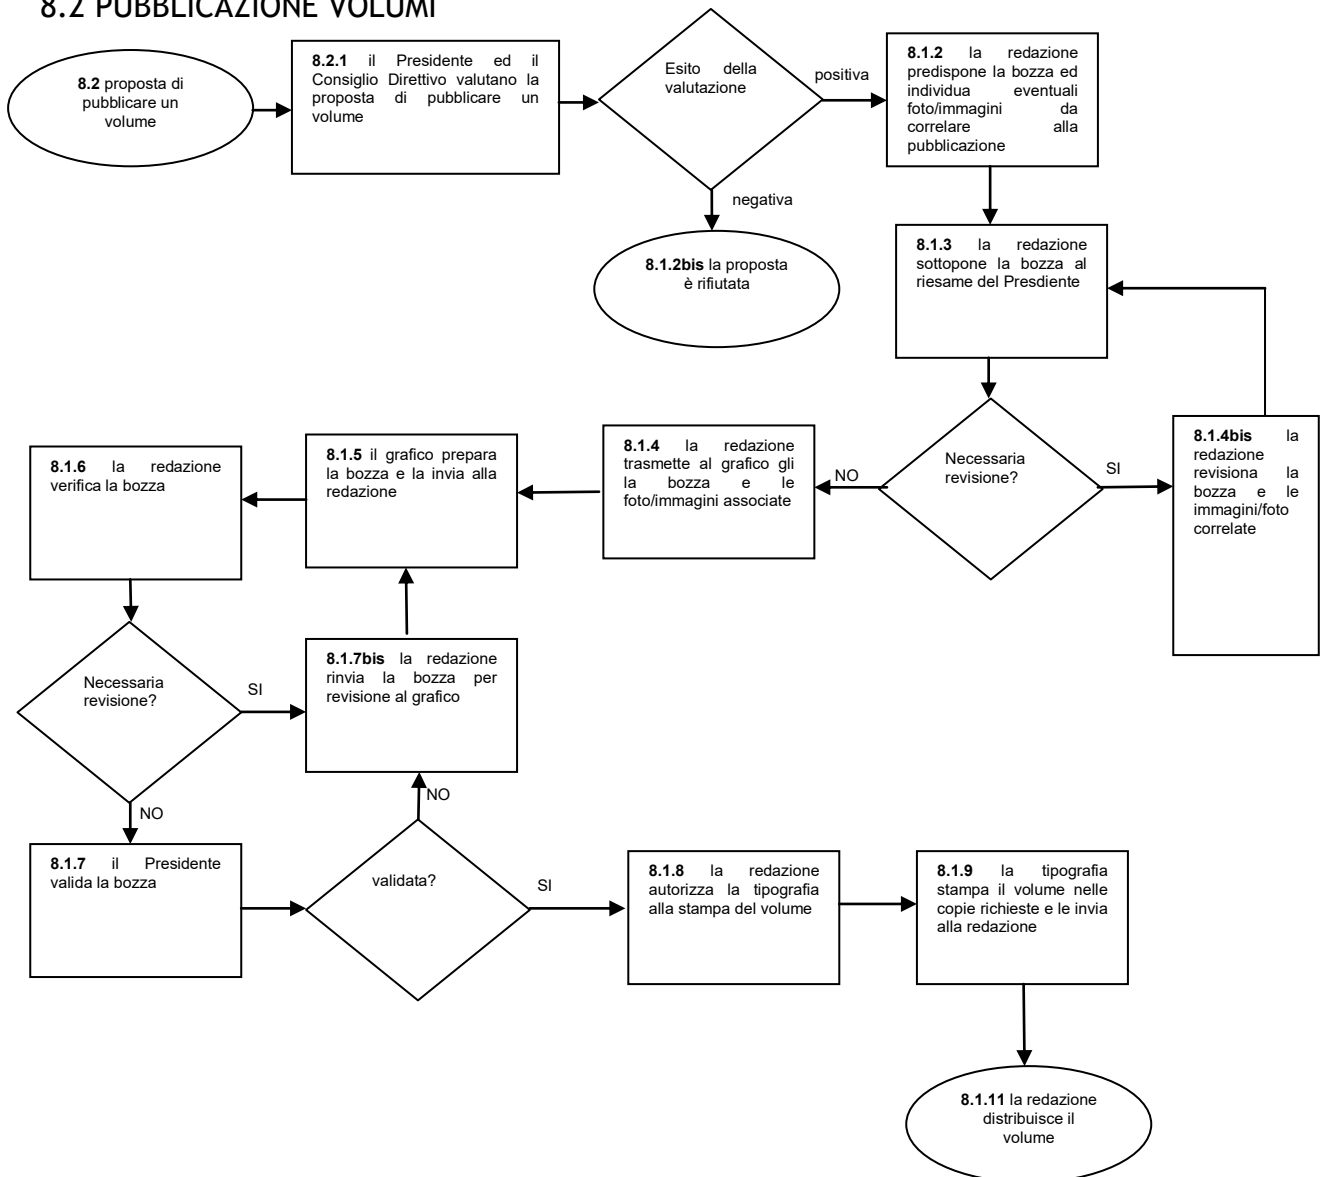 8.2 PUBBLICAZIONE VOLUMI
8.2 proposta di
pubblicare un
volume
8.2.1 il Presidente ed il
Consiglio Direttivo valutano la
proposta di pubblicare un
volume
Esito della
valutazione
positiva
8.1.2 la redazione
predispone la bozza ed
individua eventuali
foto/immagini da
correlare alla
pubblicazione
negativa
8.1.2bis la proposta
è rifiutata
8.1.3 la redazione
sottopone la bozza al
riesame del Presdiente
Necessaria
revisione?
SI
8.1.4bis la
redazione
revisiona la
bozza e le
immagini/foto
correlate
NO
8.1.4 la redazione
trasmette al grafico gli
la bozza e le
foto/immagini associate
8.1.5 il grafico prepara
la bozza e la invia alla
redazione
8.1.6 la redazione
verifica la bozza
Necessaria
revisione?
SI
8.1.7bis la redazione
rinvia la bozza per
revisione al grafico
NO
NO
8.1.7 il Presidente
valida la bozza
validata?
SI
8.1.8 la redazione
autorizza la tipografia
alla stampa del volume
8.1.9 la tipografia
stampa il volume nelle
copie richieste e le invia
alla redazione
8.1.11 la redazione
distribuisce il
volume